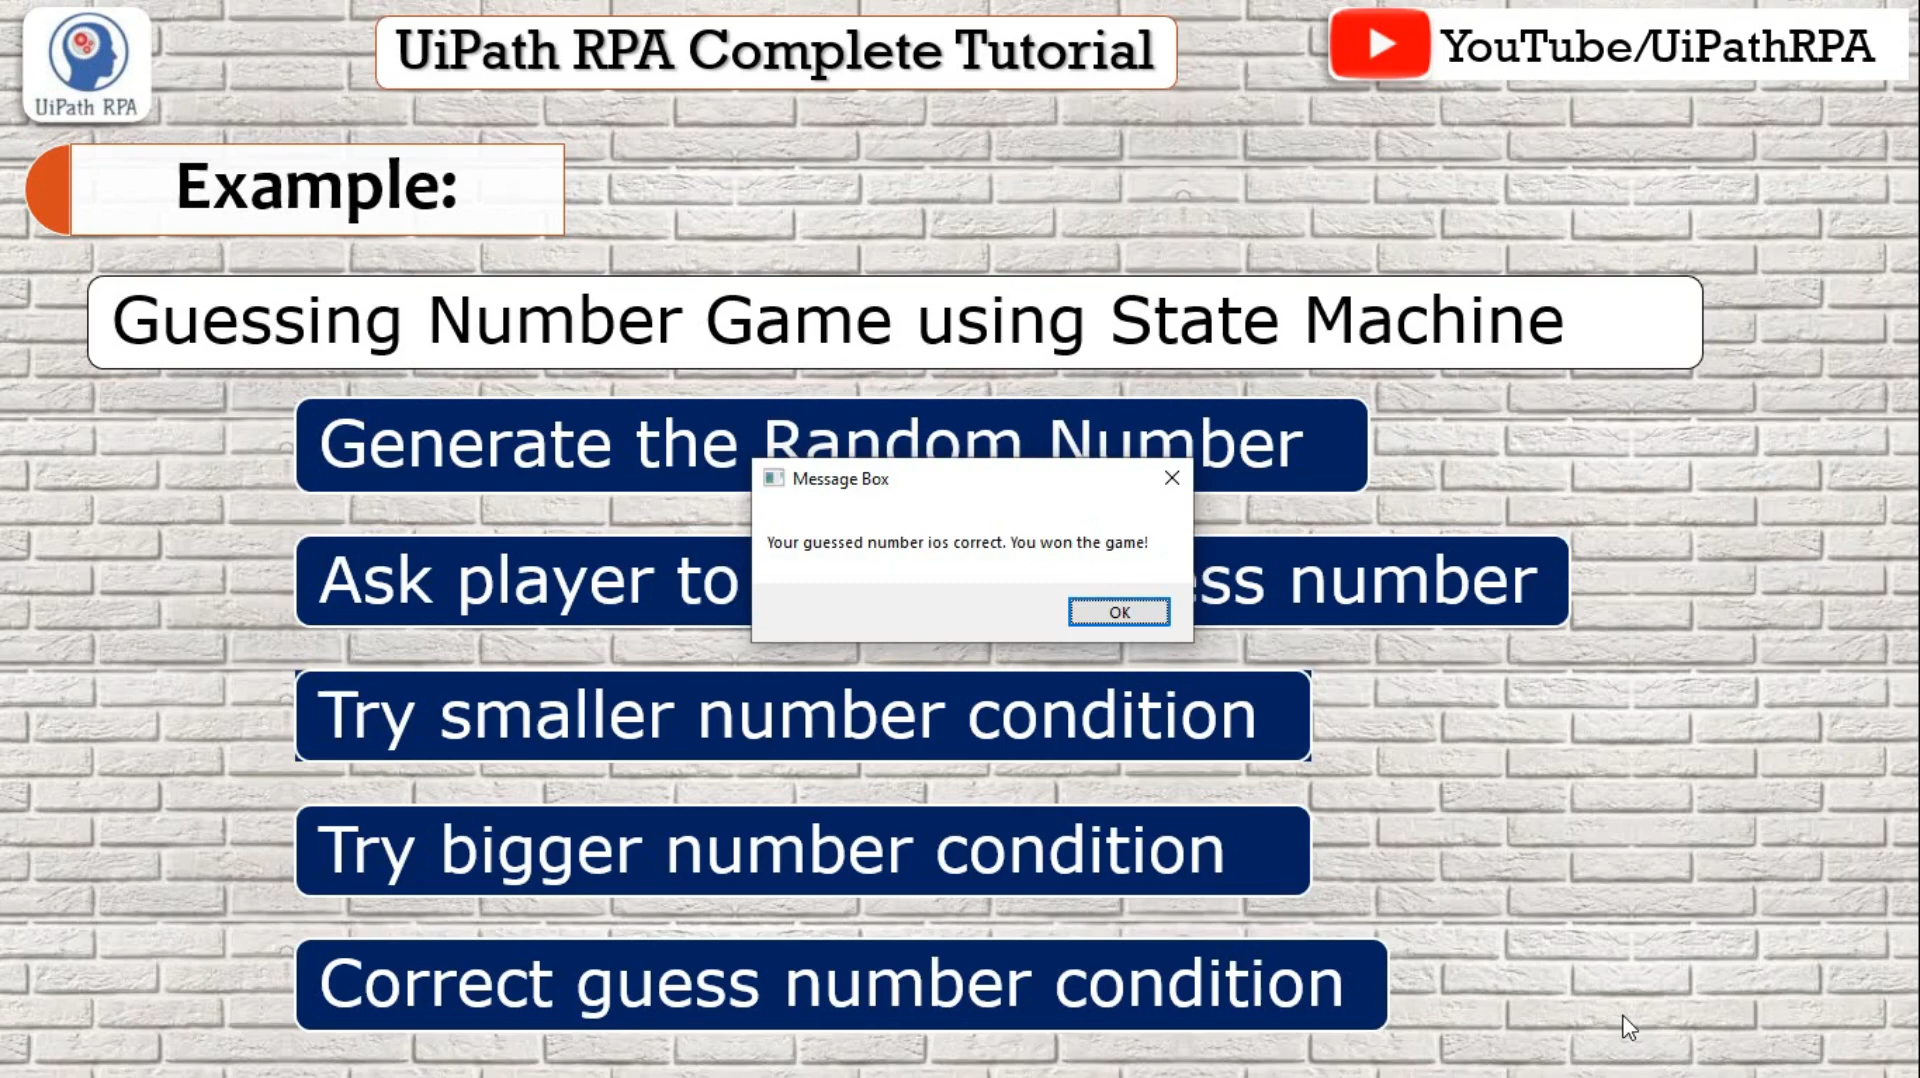 UiPath RPA
UiPath RPA Complete Tutorial
YouTube/UiPathRPA
Example:
Guessing Number Game using State Machine
Generate the Random Number
Message Box
Your guessed number ios correct. You won the game!
OK
Ask player to
ss number
Try smaller number condition
Try bigger number condition
Correct guess number condition